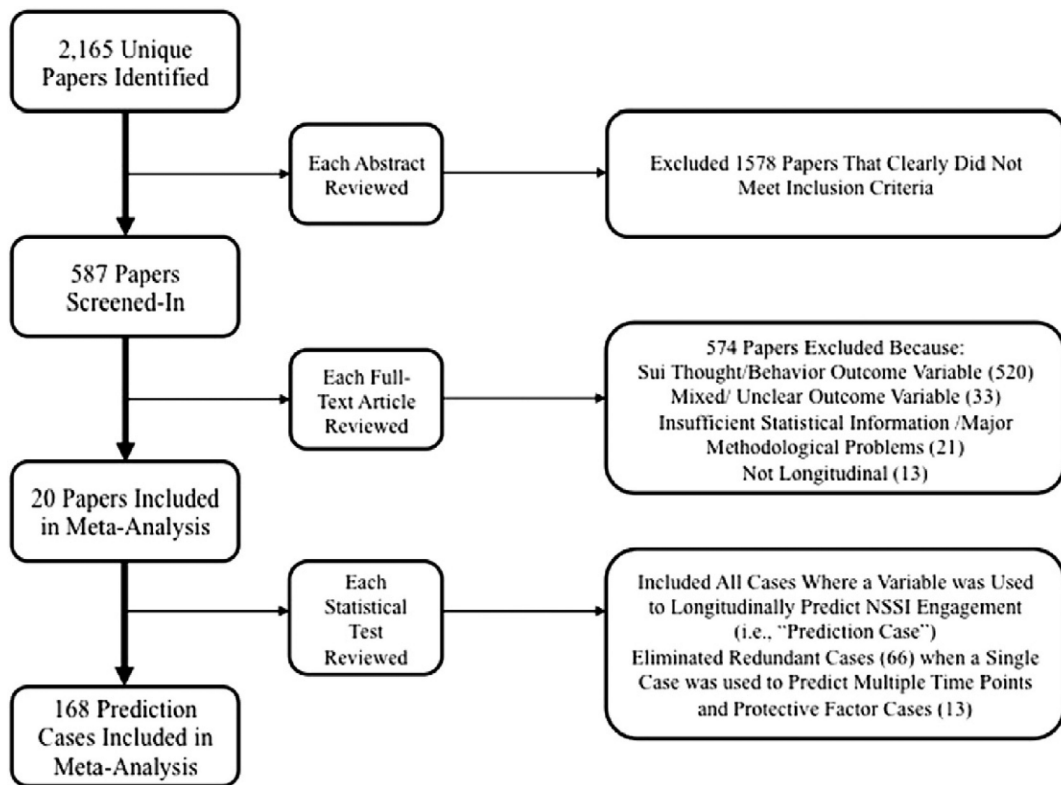 2,165 Unique
Papers Identified
Each Abstract
Reviewed
Excluded 1578 Papers That Clearly Did Not
Meet Inclusion Criteria
587 Papers
Screened-In
Each Full-
Text Article
Reviewed
574 Papers Excluded Because:
Sui Thought/Behavior Outcome Variable (520)
Mixed/ Unclear Outcome Variable (33)
Insufficient Statistical Information /Major
Methodological Problems (21)
Not Longitudinal (13)
20 Papers Included
in Meta-Analysis
Each
Statistical
Test
Reviewed
Included All Cases Where a Variable was Used
to Longitudinally Predict NSSI Engagement
(i.e., “Prediction Case”)
Eliminated Redundant Cases (66) when a Single
Case was used to Predict Multiple Time Points
and Protective Factor Cases (13)
168 Prediction
Cases Included in
Meta-Analysis